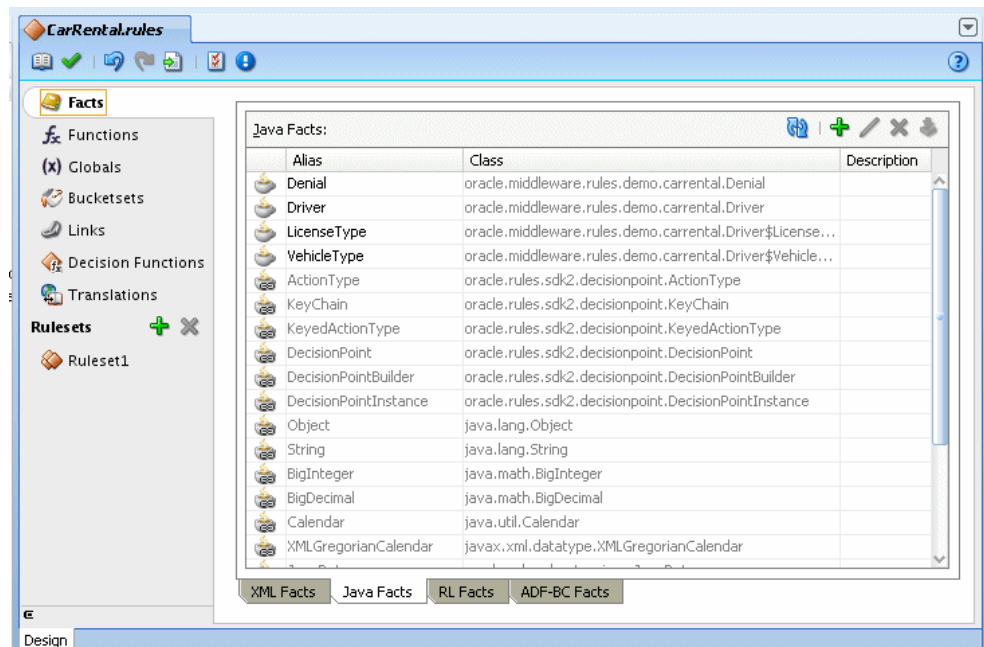 CarRental.rules
Facts
Functions
(x) Globals
Bucketsets
Links
Decision Functions
Translations
Rulesets
Ruleset1
Java Facts:
Alias Class Description
Denial oracle.middleware.rules.demo.carrental.Denial
Driver oracle.middleware.rules.demo.carrental.Driver
LicenseType oracle.middleware.rules.demo.carrental.Driver$License...
VehicleType oracle.middleware.rules.demo.carrental.Driver$Vehicle...
ActionType oracle.rules.sdk2.decisionpoint.ActionType
KeyChain oracle.rules.sdk2.decisionpoint.KeyChain
KeyedActionType oracle.rules.sdk2.decisionpoint.KeyedActionType
DecisionPoint oracle.rules.sdk2.decisionpoint.DecisionPoint
DecisionPointBuilder oracle.rules.sdk2.decisionpoint.DecisionPointBuilder
DecisionPointInstance oracle.rules.sdk2.decisionpoint.DecisionPointInstance
Object java.lang.Object
String java.lang.String
BigInteger java.math.BigInteger
BigDecimal java.math.BigDecimal
Calendar java.util.Calendar
XMLGregorianCalendar javax.xml.datatype.XMLGregorianCalendar
XML Facts Java Facts RL Facts ADF-BC Facts
Design